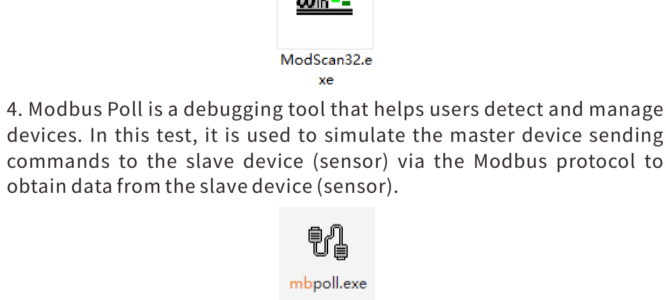 ModScan32.e
xe
4. Modbus Poll is a debugging tool that helps users detect and manage
devices. In this test, it is used to simulate the master device sending
commands to the slave device (sensor) via the Modbus protocol to
obtain data from the slave device (sensor).
mbpoll.exe